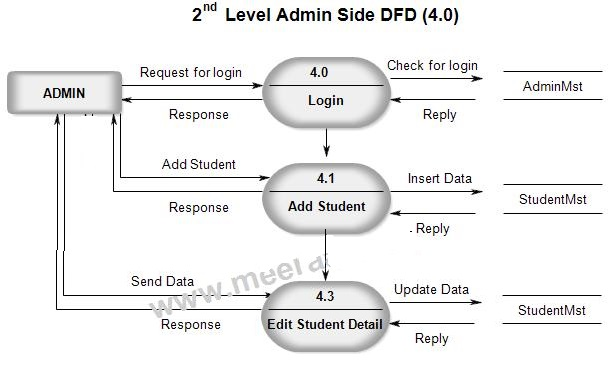 2nd Level Admin Side DFD (4.0)
ADMIN
Request for login
Response
4.0
Login
Check for login
Reply
AdminMst
Add Student
Response
4.1
Add Student
Insert Data
. Reply
StudentMst
Send Data
Response
4.3
Edit Student Detail
Update Data
Reply
StudentMst